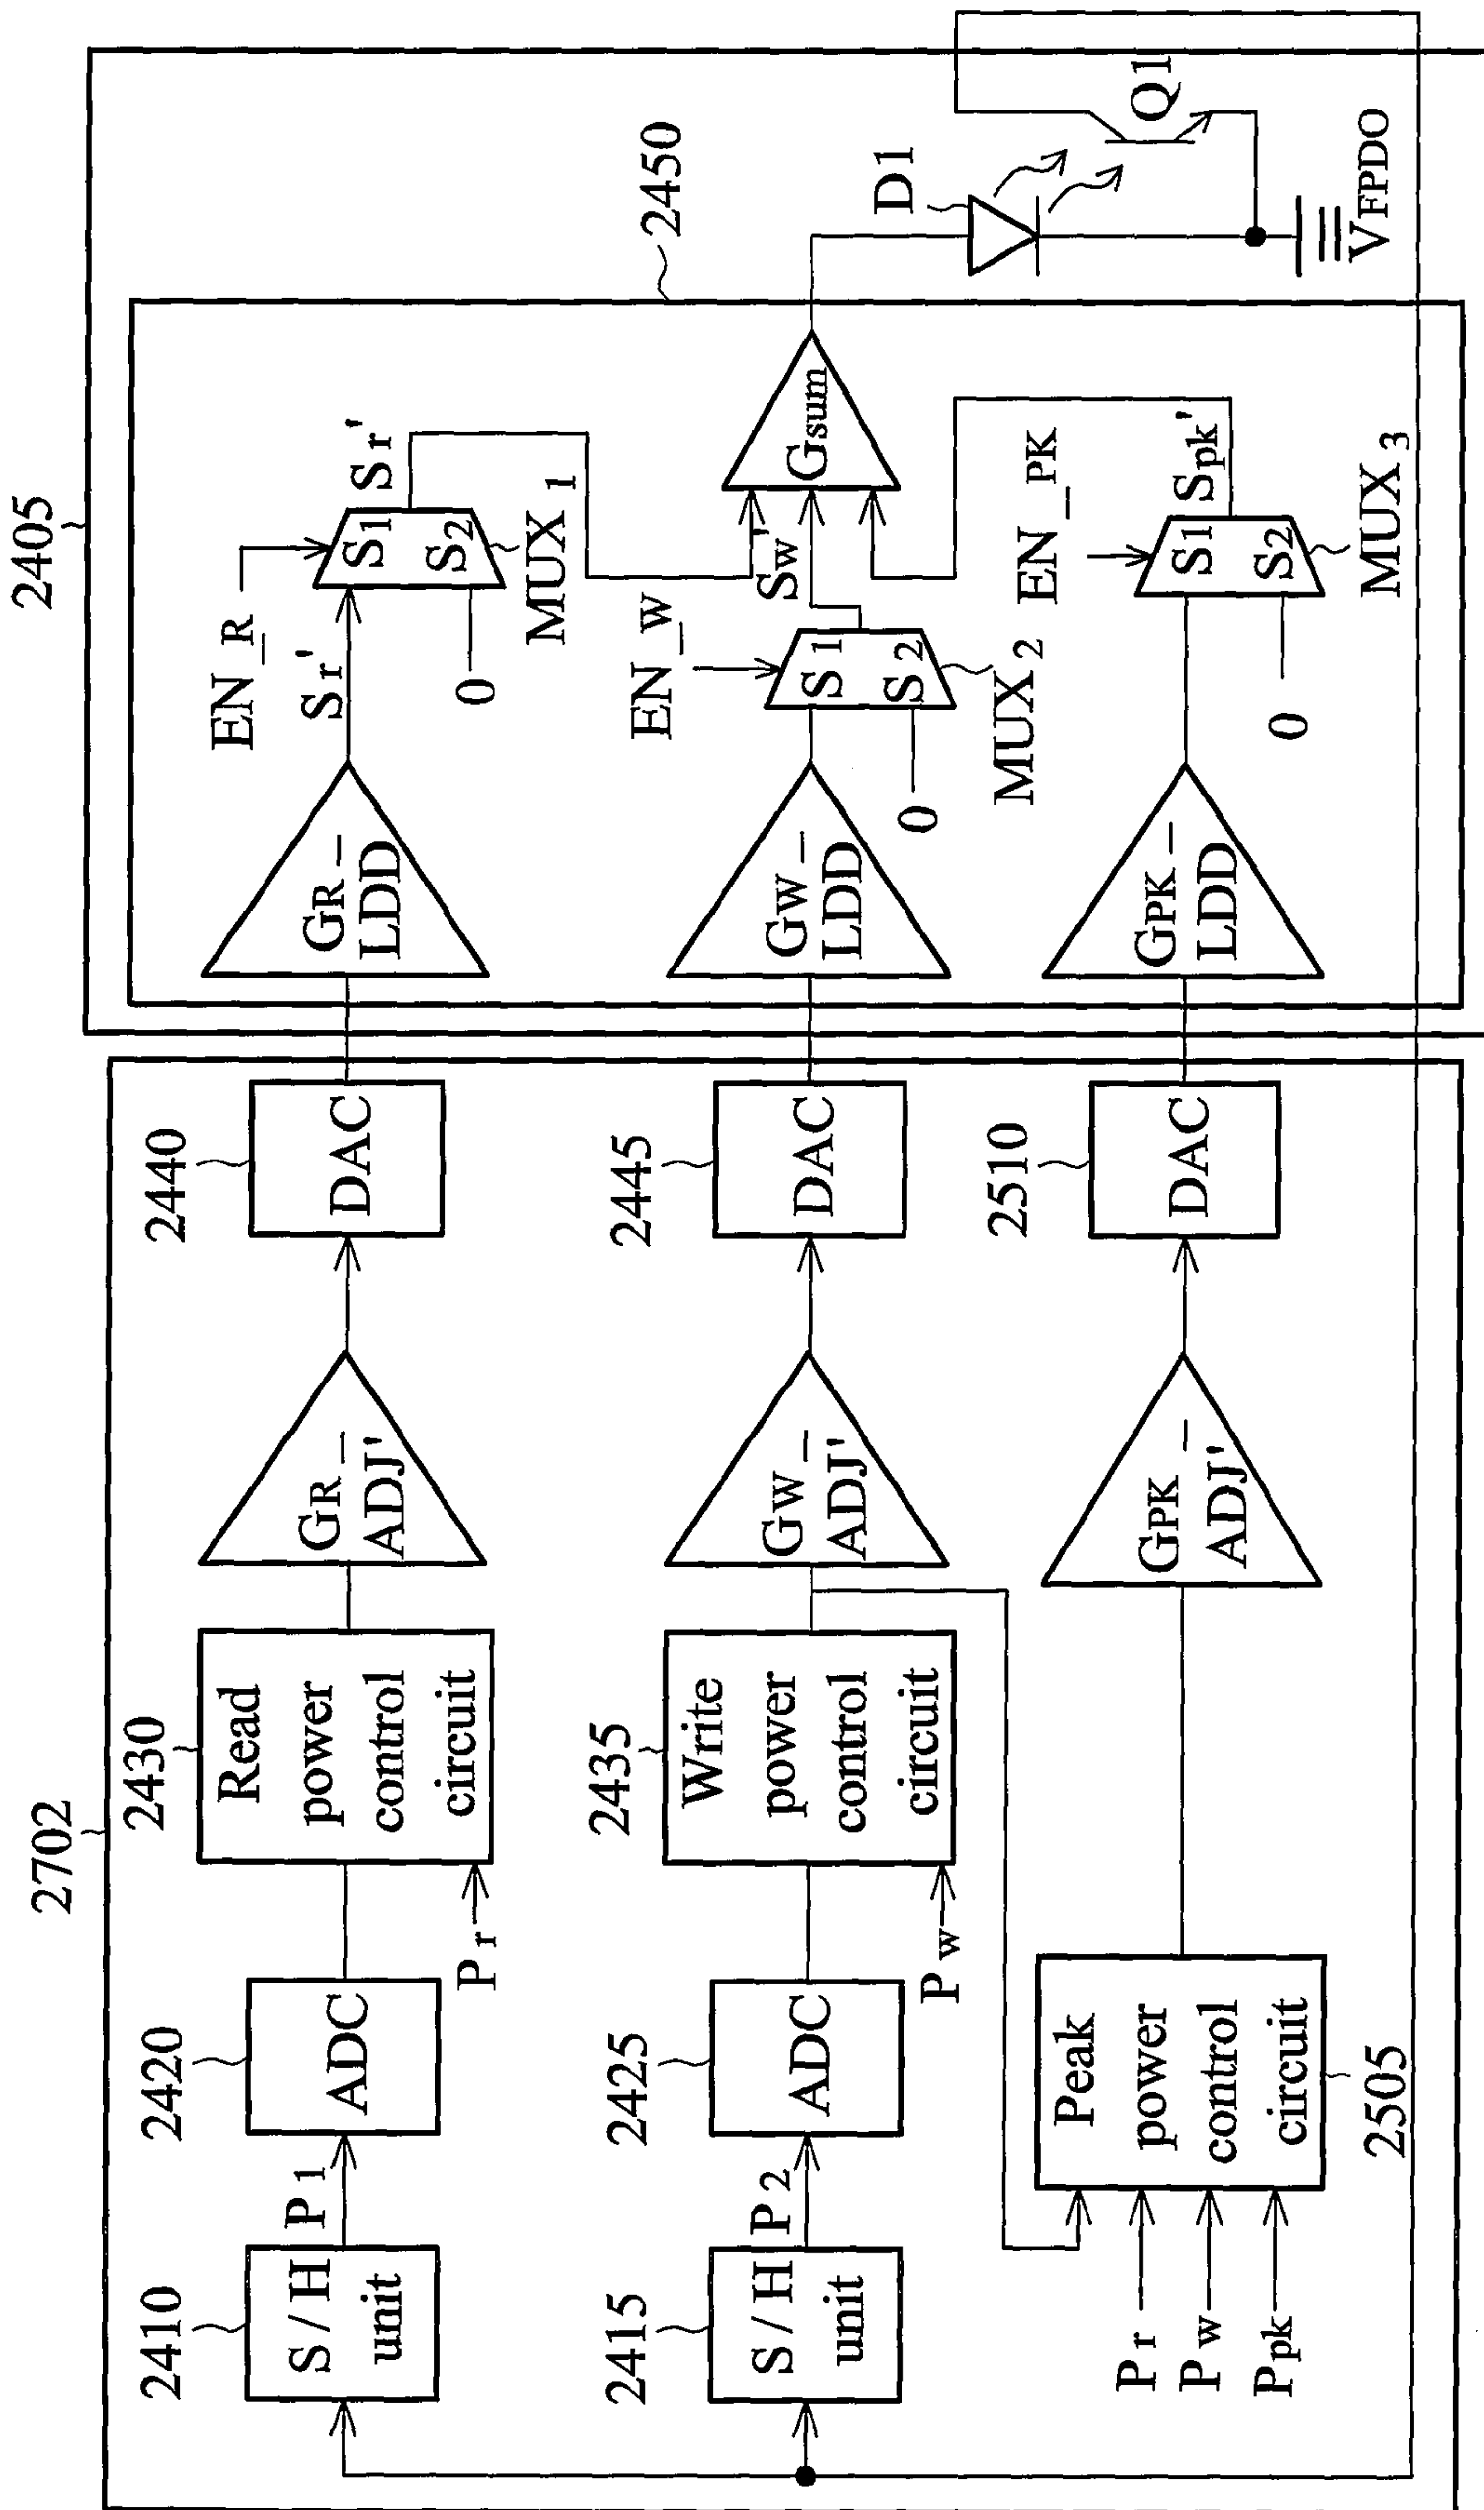 2702
2405
2410
S/H
unit
P1
2420
ADC
Pr
2430
Read
power
control
circuit
GR_
ADJ'
2440
DAC
GR_
LDD
Sr'
EN_R
0
S1
S2
MUX1
Sr'
2450
2415
S/H
unit
P2
2425
ADC
Pw
2435
Write
power
control
circuit
GW_
ADJ'
2445
DAC
GW_
LDD
EN_W
0
S1
S2
MUX2
Sw'
Gsum
D1
Q1
VFPDO
Pr
Pw
Ppk
Peak
power
control
circuit
2505
GPK_
ADJ'
2510
DAC
GPK_
LDD
EN_PK
0
S1
S2
MUX3
Spk'